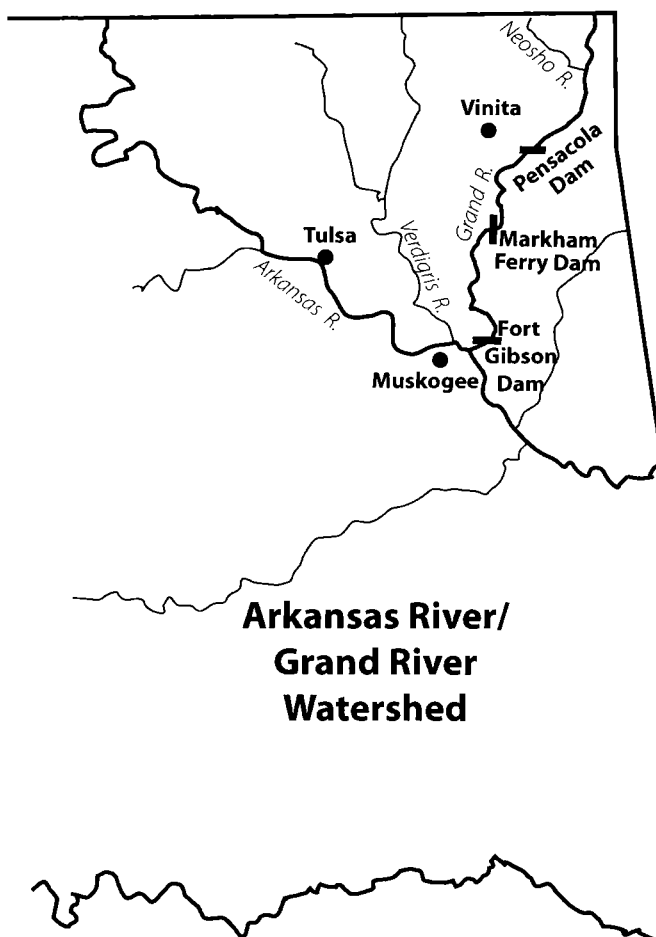 Neosho R.
Vinita
Pensacola
Dam
Grand R.
Markham
Ferry Dam
Tulsa
Verdigris R.
Arkansas R.
Fort
Gibson
Dam
Muskogee
Arkansas River/
Grand River
Watershed